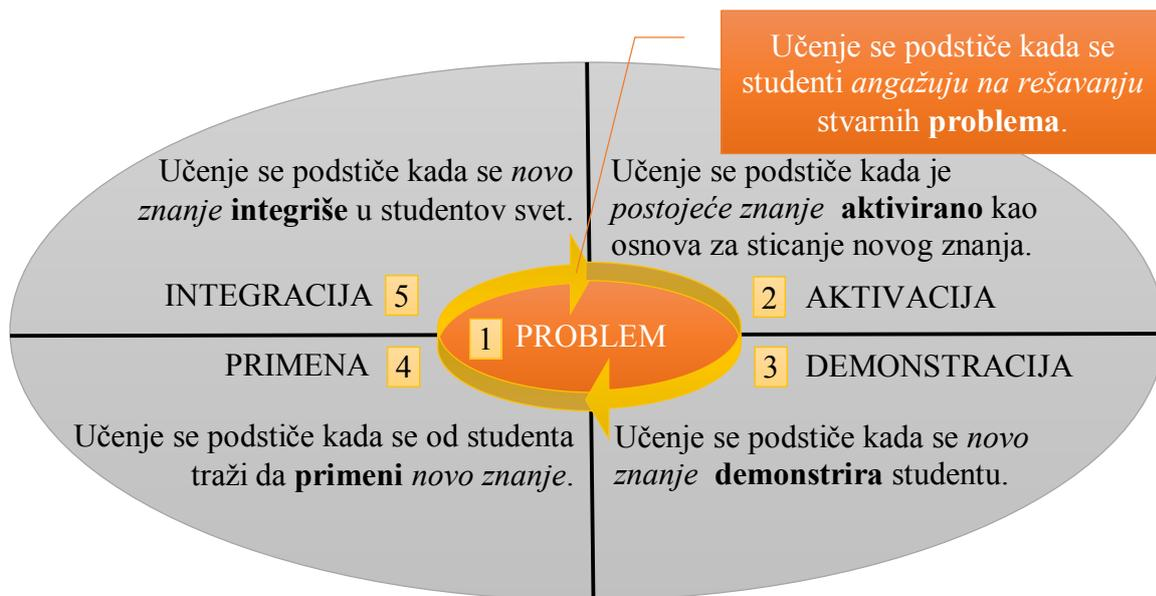 Učenje se podstiče kada se
studenti angažuju na rešavanju
stvarnih problema.
Učenje se podstiče kada se novo
znanje integriše u studentov svet.
INTEGRACIJA 5
Učenje se podstiče kada je
postojeće znanje aktivirano kao
osnova za sticanje novog znanja.
2 AKTIVACIJA
1 PROBLEM
PRIMENA 4
Učenje se podstiče kada se od studenta
traži da primeni novo znanje.
3 DEMONSTRACIJA
Učenje se podstiče kada se novo
znanje demonstrira studentu.